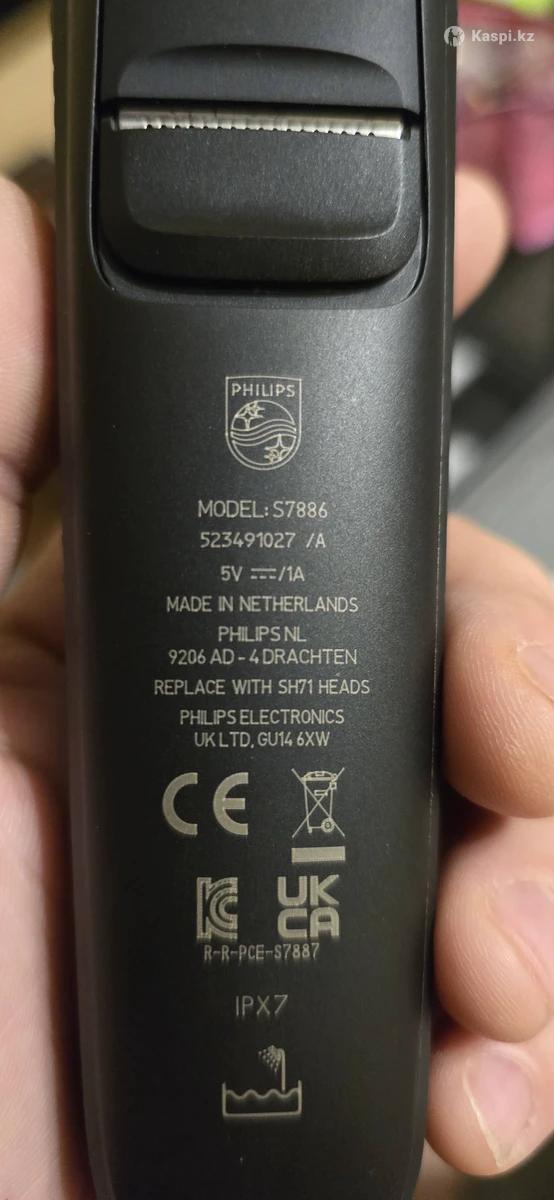 Kaspi.kz
PHILIPS
MODEL: S7886
523491027 /A
5V ⎓/1A
MADE IN NETHERLANDS
PHILIPS NL
9206 AD - 4 DRACHTEN
REPLACE WITH SH71 HEADS
PHILIPS ELECTRONICS
UK LTD, GU14 6XW
CE
KC
UK
CA
R-R-PCE-S7887
IPX7